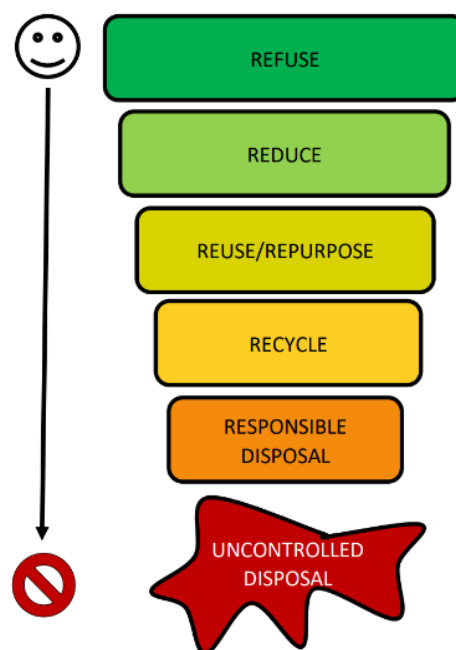 REFUSE
REDUCE
REUSE/REPURPOSE
RECYCLE
RESPONSIBLE
DISPOSAL
UNCONTROLLED
DISPOSAL